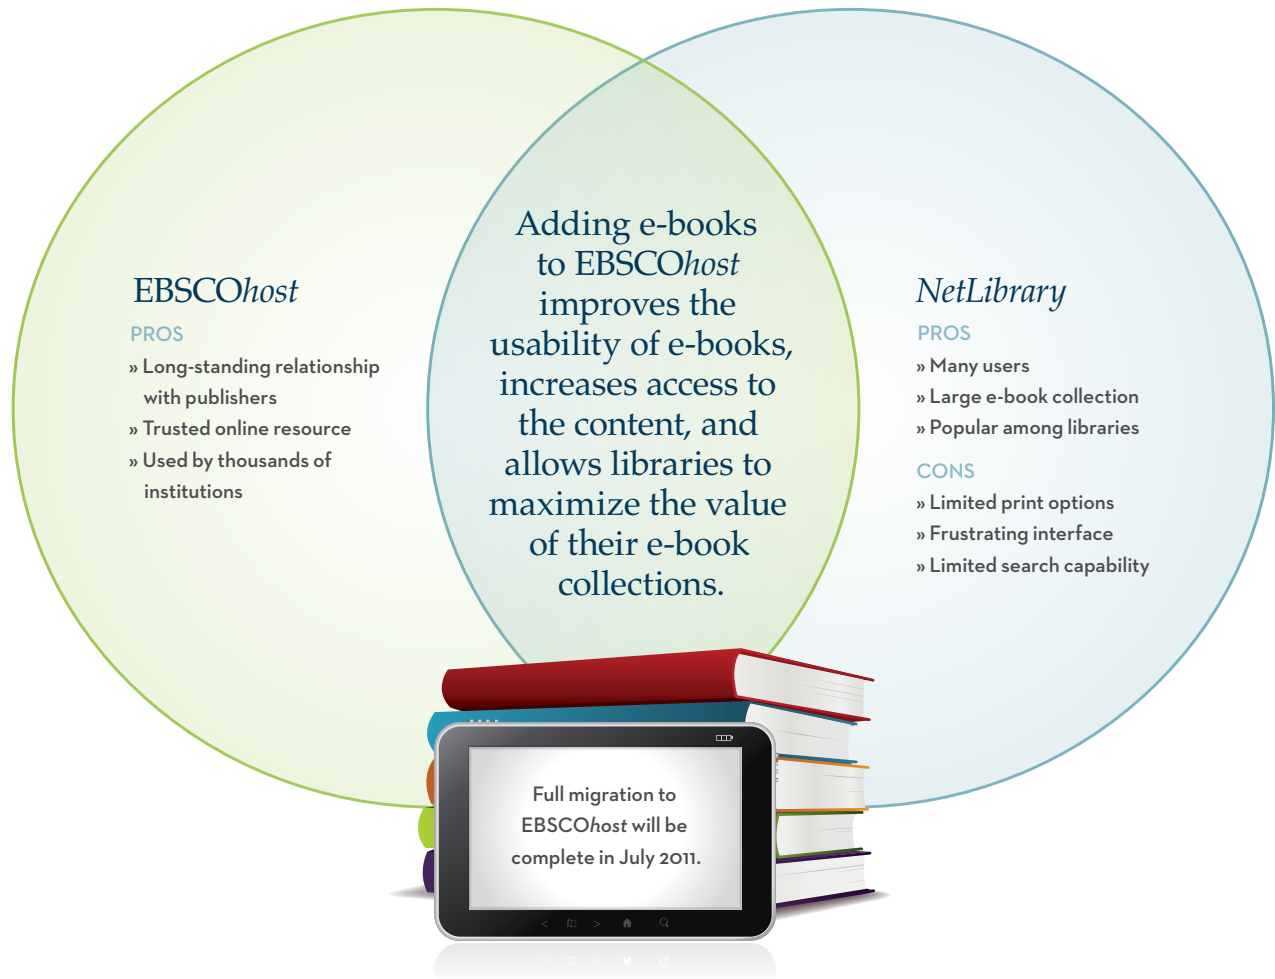 EBSCOhost
PROS
» Long-standing relationship
with publishers
» Trusted online resource
» Used by thousands of
institutions
Adding e-books
to EBSCOhost
improves the
usability of e-books,
increases access to
the content, and
allows libraries to
maximize the value
of their e-book
collections.
NetLibrary
PROS
» Many users
» Large e-book collection
» Popular among libraries
CONS
» Limited print options
» Frustrating interface
» Limited search capability
Full migration to
EBSCOhost will be
complete in July 2011.